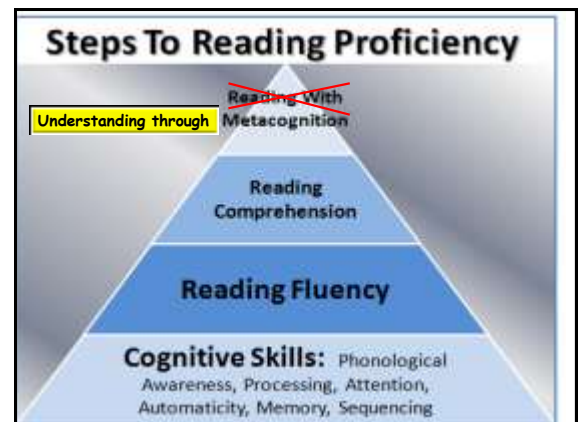 Steps To Reading Proficiency
Reading With
Understanding through Metacognition
Reading
Comprehension
Reading Fluency
Cognitive Skills: Phonological
Awareness, Processing, Attention,
Automaticity, Memory, Sequencing